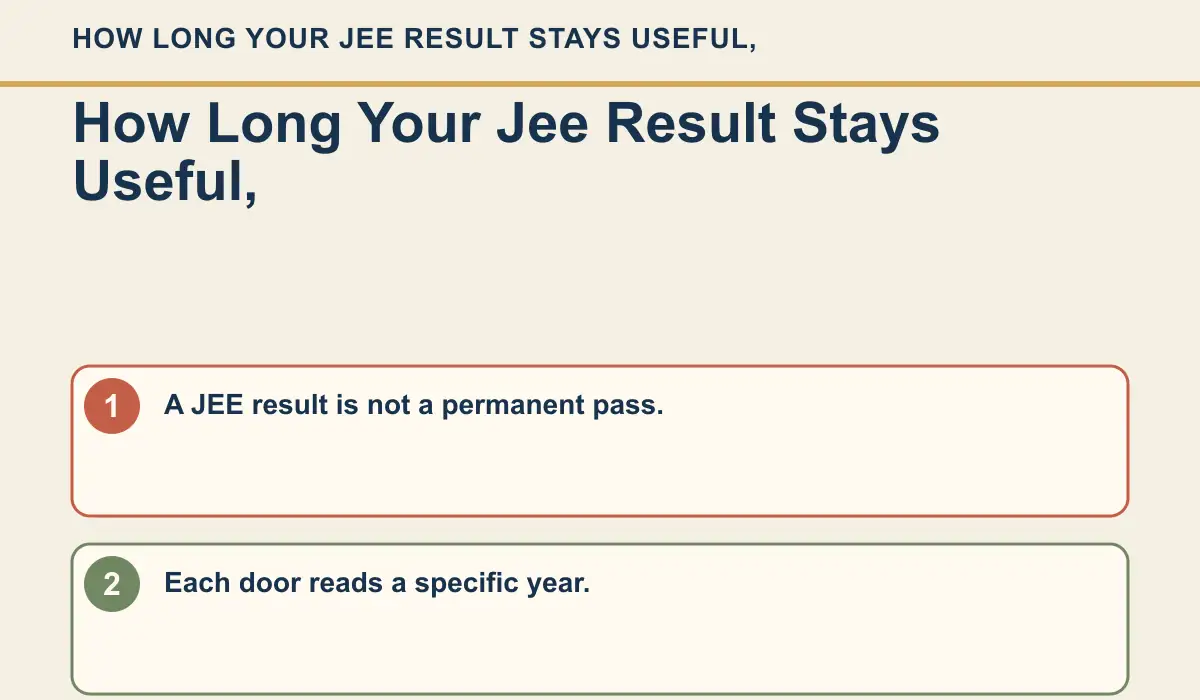 HOW LONG YOUR JEE RESULT STAYS USEFUL,
How Long Your Jee Result Stays
Useful,
1
A JEE result is not a permanent pass.
2
Each door reads a specific year.